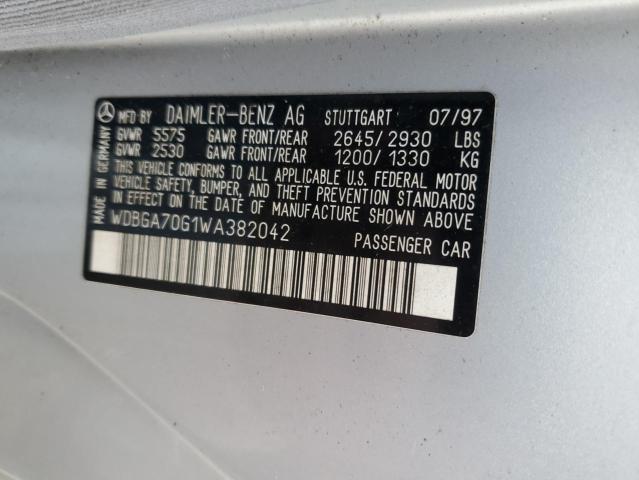 MFD BY DAIMLER-BENZ AG STUTTGART 07/97
GVWR 5575 GAWR FRONT/REAR 2645/2930 LBS
GVWR 2530 GAWR FRONT/REAR 1200/1330 KG
THIS VEHICLE CONFORMS TO ALL APPLICABLE U.S. FEDERAL MOTOR
VEHICLE SAFETY, BUMPER, AND THEFT PREVENTION STANDARDS
IN EFFECT ON THE DATE OF MANUFACTURE SHOWN ABOVE
WDBGA70G1WA382042 PASSENGER CAR
MADE IN GERMANY